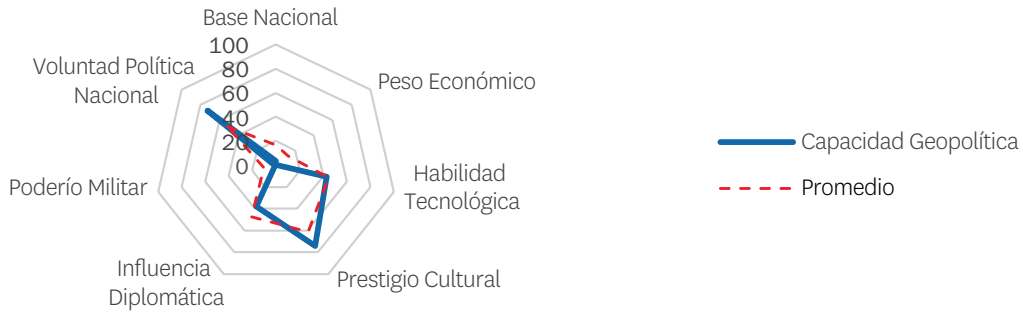 Base Nacional
100
80
60
40
20
0
Peso Económico
Habilidad
Tecnológica
Prestigio Cultural
Influencia
Diplomática
Poderío Militar
Voluntad Política
Nacional
Capacidad Geopolítica
Promedio